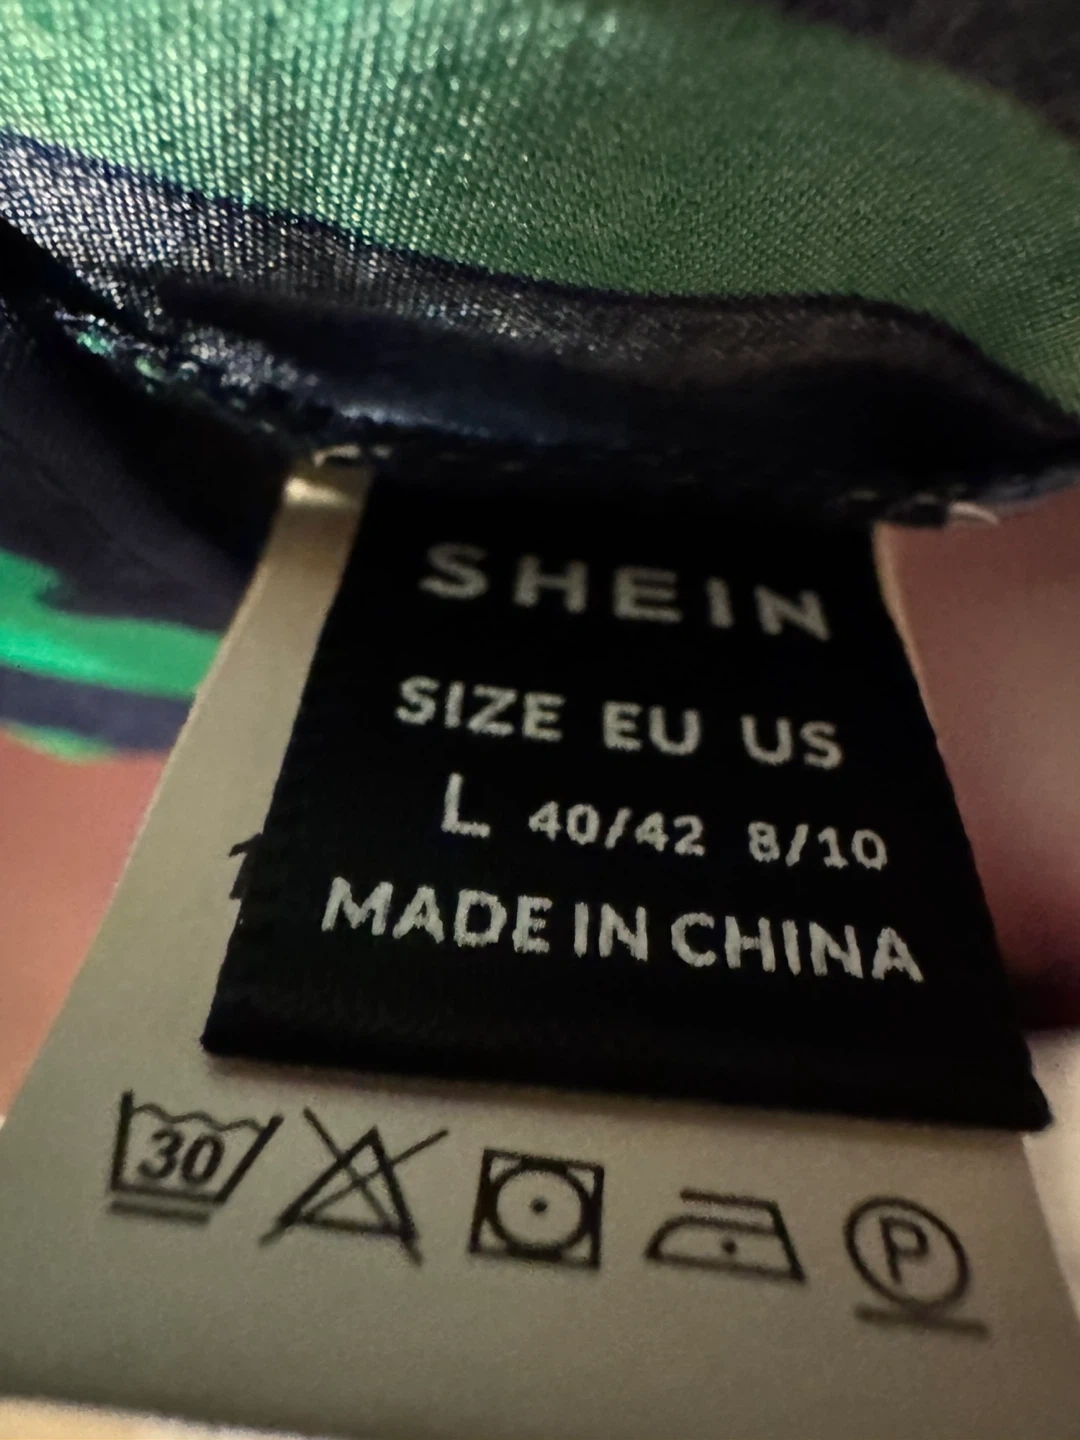 SHEIN
SIZE EU US
L 40/42 8/10
MADE IN CHINA
30
P